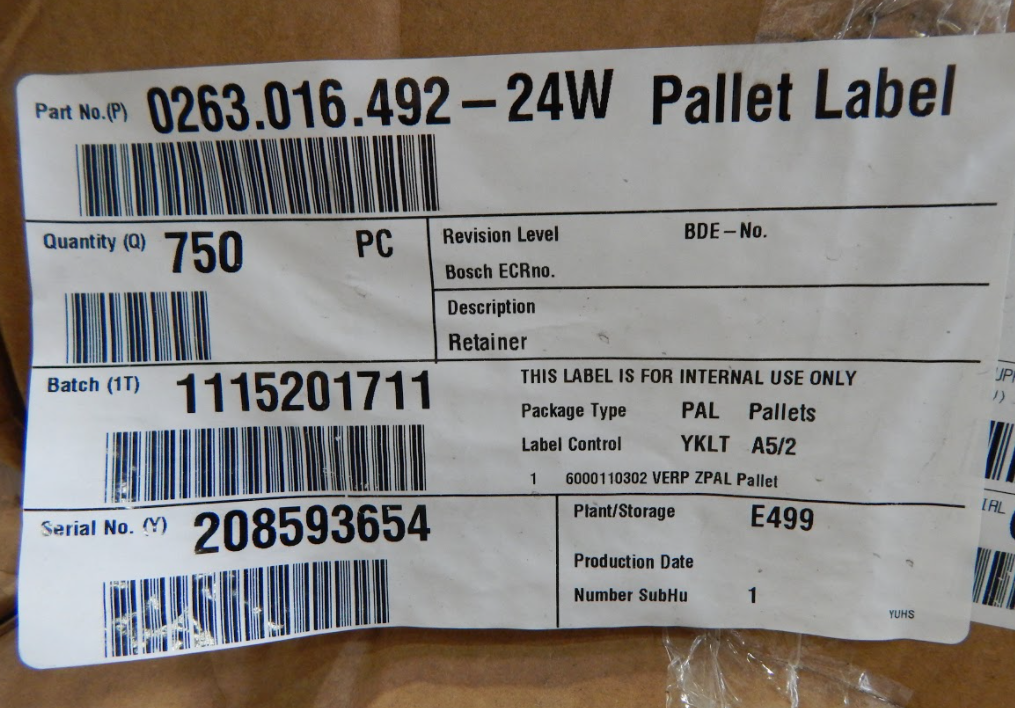 Part No.(P) 0263.016.492-24W Pallet Label
Quantity (Q) 750 PC
Revision Level BDE-No.
Bosch ECRno.
Description
Retainer
Batch (1T) 1115201711
THIS LABEL IS FOR INTERNAL USE ONLY
Package Type PAL Pallets
Label Control YKLT A5/2
1 6000110302 VERP ZPAL Pallet
Serial No. (Y) 208593654
Plant/Storage E499
Production Date
Number SubHu 1
YUHS